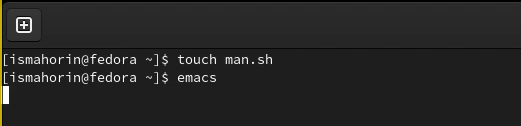 [ismahorin@fedora ~]$ touch man.sh
[ismahorin@fedora ~]$ emacs